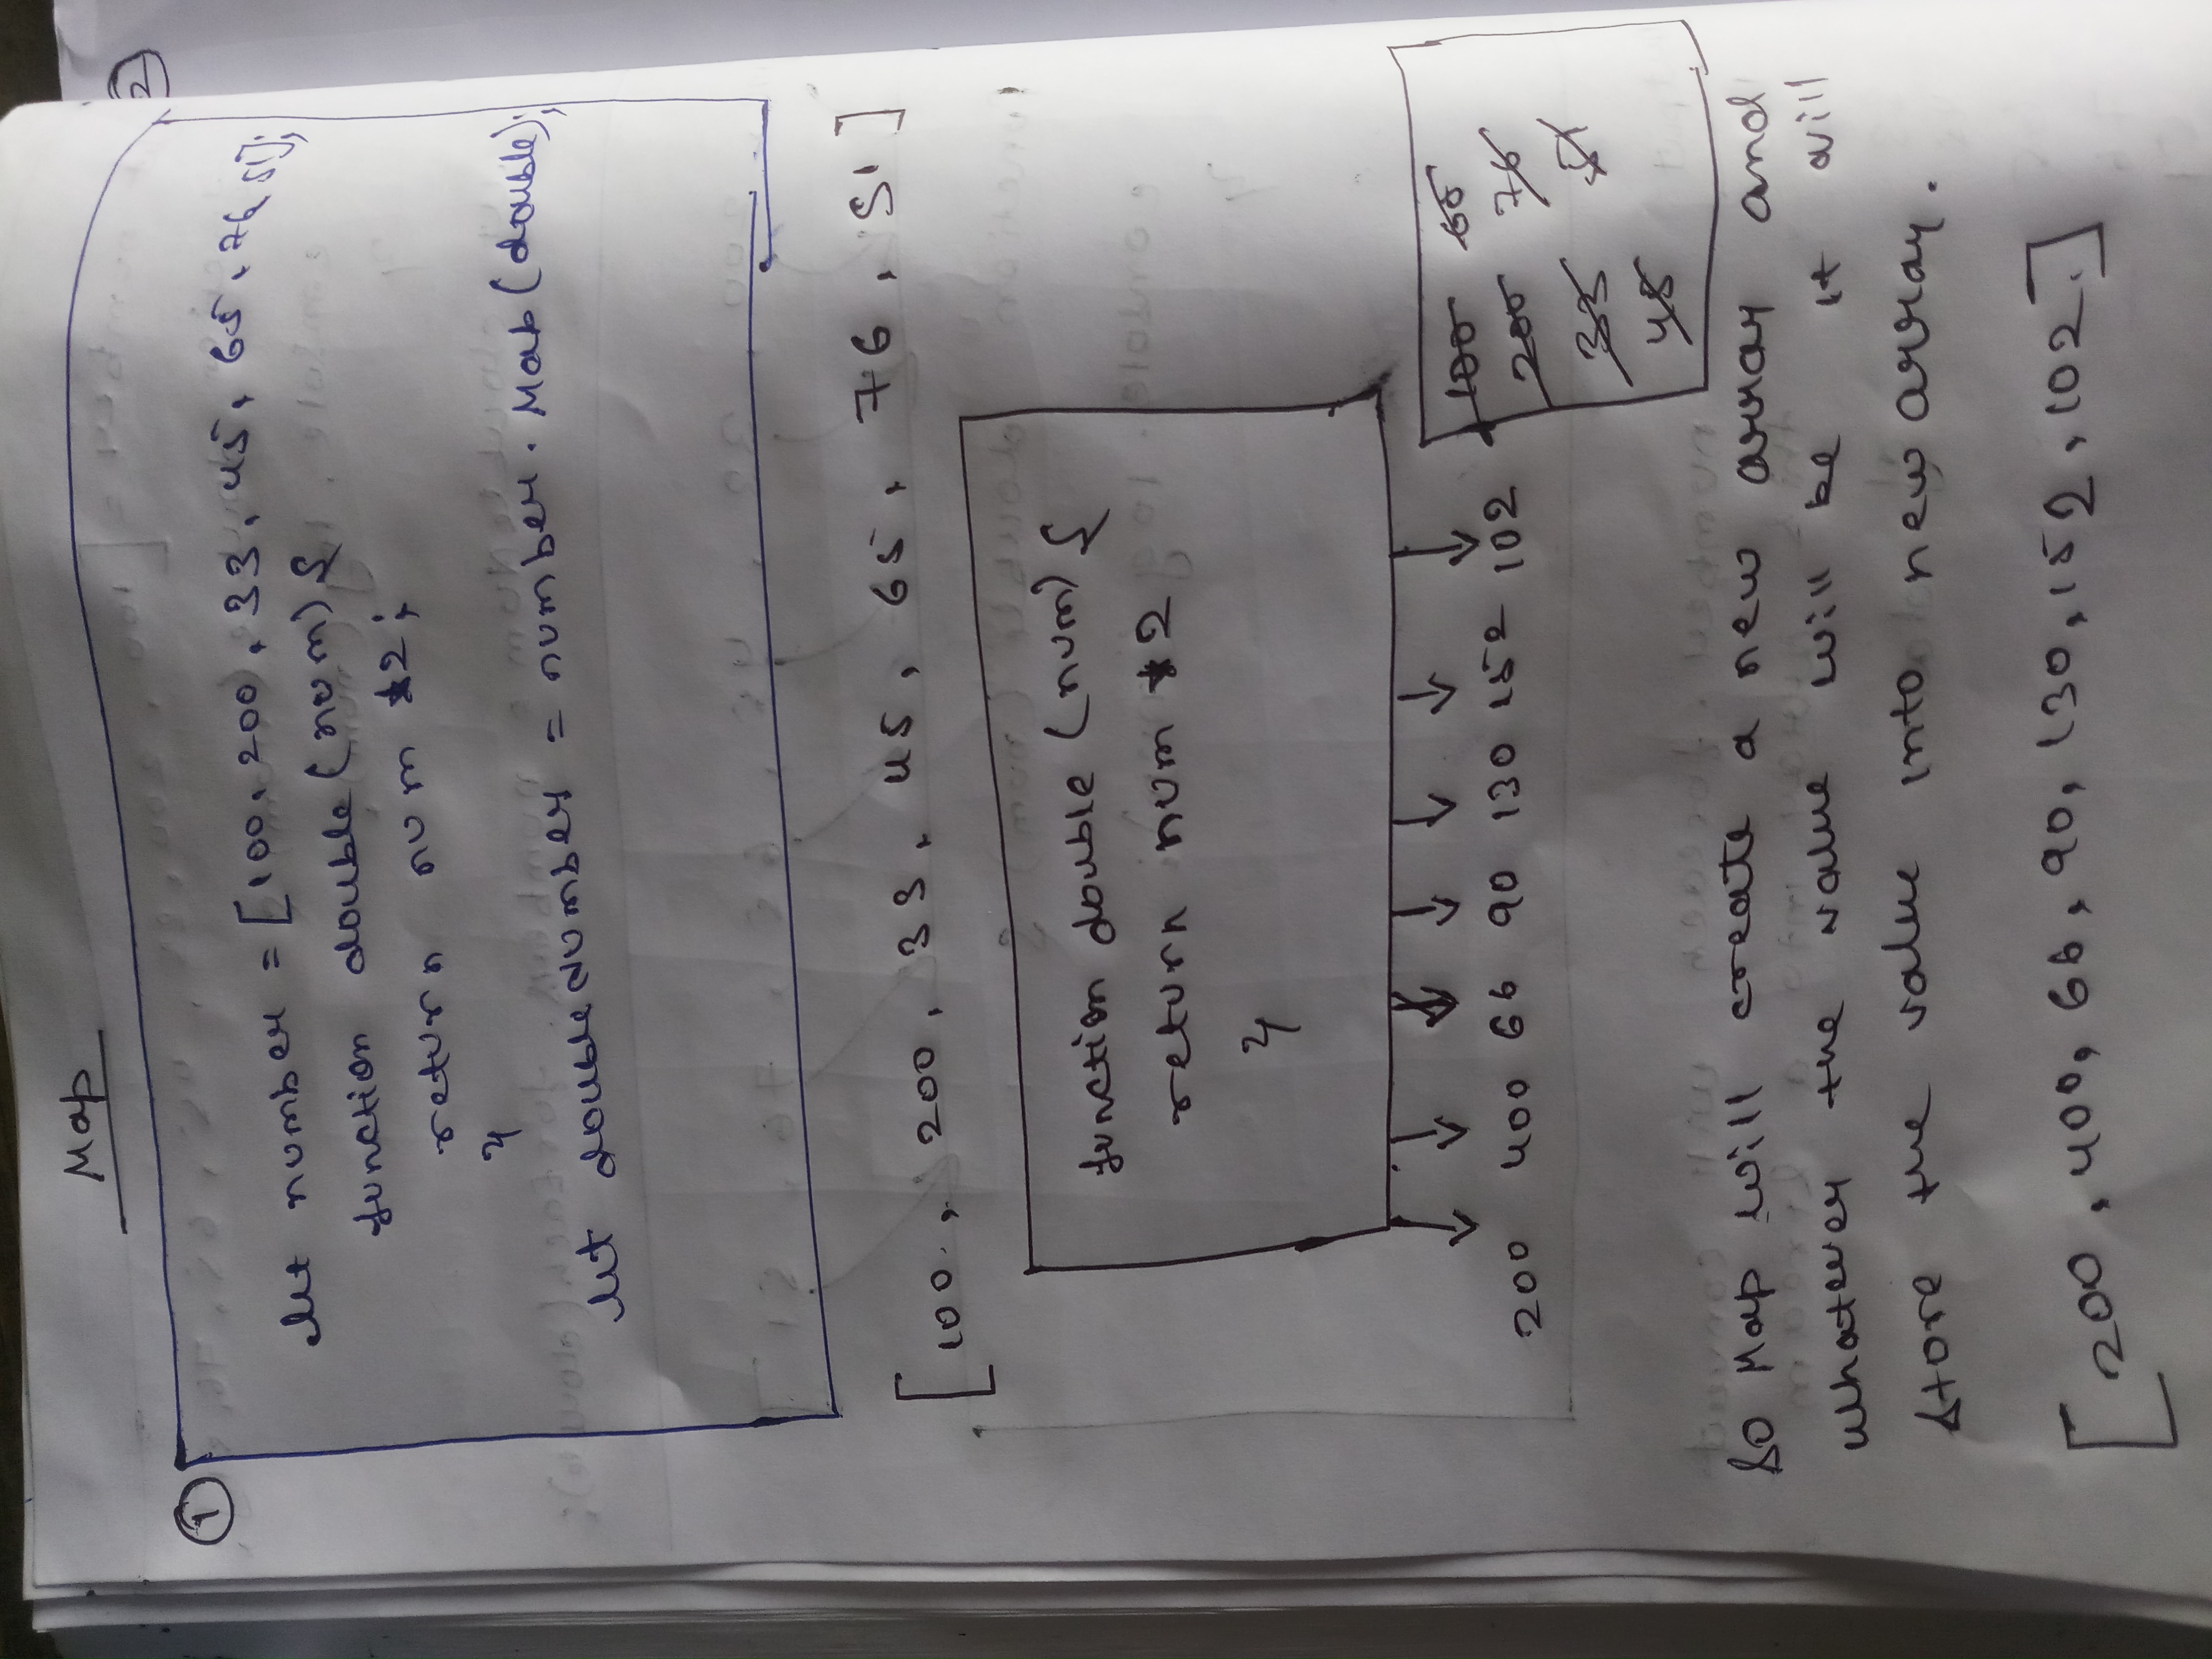 Map
1
2
let number = [100, 200, 33, 45, 65, 76, 51];
function double (num) {
return num *2;
}
let doubleNumber = number. Map (double);
[100, 200, 33, 45, 65, 76, 51]
function double (num) {
return num *2
}
200 400 66 90 130 152 102
100 65
200 76
33 51
45
So Map will create a new array and
whatever the value will be it will
store the value into new array.
[200, 400, 66, 90, 130, 152, 102.]